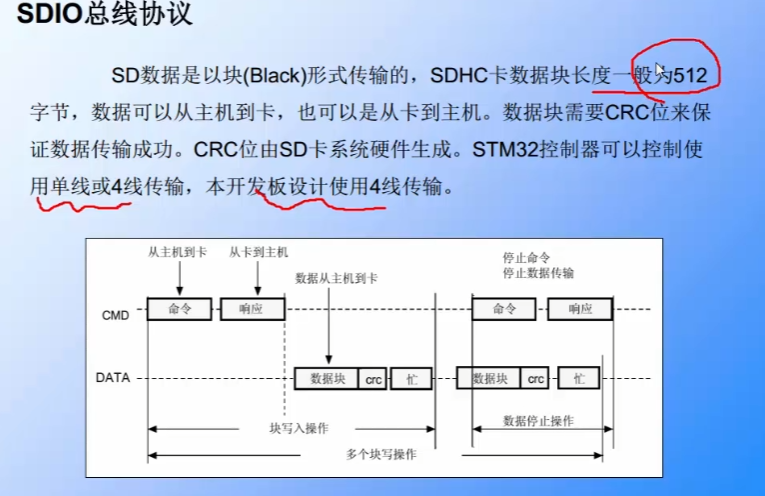 SDIO总线协议
SD数据是以块(Black)形式传输的，SDHC卡数据块长度一般为512
字节，数据可以从主机到卡，也可以是从卡到主机。数据块需要CRC位来保
证数据传输成功。CRC位由SD卡系统硬件生成。STM32控制器可以控制使
用单线或4线传输，本开发板设计使用4线传输。
从主机到卡 从卡到主机
停止命令
停止数据传输
数据从主机到卡
CMD 命令 响应 命令 响应
DATA 数据块 crc 忙 数据块 crc 忙
块写入操作 数据停止操作
多个块写操作